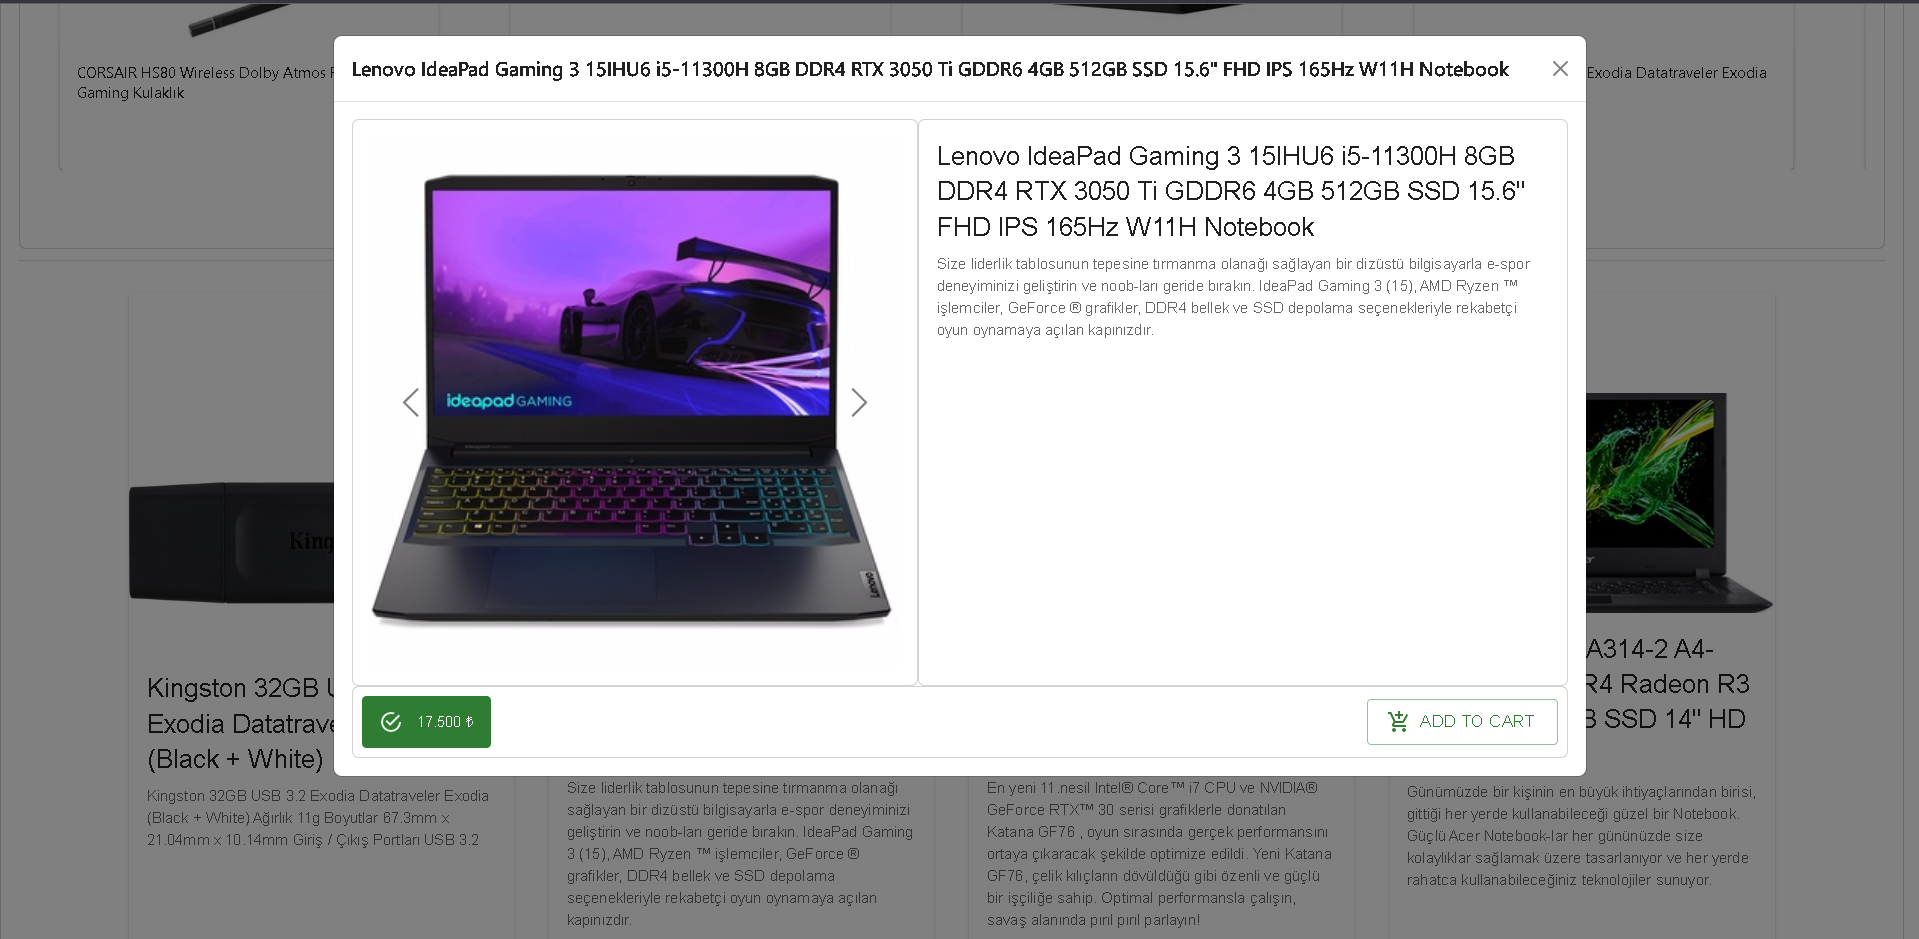 CORSAIR HS80 Wireless Dolby Atmos
Gaming Kulaklık
Exodia Datatraveler Exodia
Lenovo IdeaPad Gaming 3 15IHU6 i5-11300H 8GB DDR4 RTX 3050 Ti GDDR6 4GB 512GB SSD 15.6" FHD IPS 165Hz W11H Notebook
ideapad GAMING
Lenovo
Lenovo IdeaPad Gaming 3 15IHU6 i5-11300H 8GB
DDR4 RTX 3050 Ti GDDR6 4GB 512GB SSD 15.6"
FHD IPS 165Hz W11H Notebook
Size liderlik tablosunun tepesine tırmanma olanağı sağlayan bir dizüstü bilgisayarla e-spor
deneyiminizi geliştirin ve noob-ları geride bırakın. IdeaPad Gaming 3 (15), AMD Ryzen ™
işlemciler, GeForce ® grafikler, DDR4 bellek ve SSD depolama seçenekleriyle rekabetçi
oyun oynamaya açılan kapınızdır.
17.500 ₺
ADD TO CART
King
Kingston 32GB
Exodia Datatrave
(Black + White)
Kingston 32GB USB 3.2 Exodia Datatraveler Exodia
(Black + White) Ağırlık 11g Boyutlar 67.3mm x
21.04mm x 10.14mm Giriş / Çıkış Portları USB 3.2
Size liderlik tablosunun tepesine tırmanma olanağı
sağlayan bir dizüstü bilgisayarla e-spor deneyiminizi
geliştirin ve noob-ları geride bırakın. IdeaPad Gaming
3 (15), AMD Ryzen ™ işlemciler, GeForce ®
grafikler, DDR4 bellek ve SSD depolama
seçenekleriyle rekabetçi oyun oynamaya açılan
kapınızdır.
En yeni 11.nesil Intel® Core™ i7 CPU ve NVIDIA®
GeForce RTX™ 30 serisi grafiklerle donatılan
Katana GF76 , oyun sırasında gerçek performansını
ortaya çıkaracak şekilde optimize edildi. Yeni Katana
GF76, çelik kılıçların dövüldüğü gibi özenli ve güçlü
bir işçiliğe sahip. Optimal performansla çalışın,
savaş alanında pırıl pırıl parlayın!
A314-2 A4-
R4 Radeon R3
B SSD 14" HD
Günümüzde bir kişinin en büyük ihtiyaçlarından birisi,
gittiği her yerde kullanabileceği güzel bir Notebook.
Güçlü Acer Notebook-lar her gününüzde size
kolaylıklar sağlamak üzere tasarlanıyor ve her yerde
rahatca kullanabileceğiniz teknolojiler sunuyor.